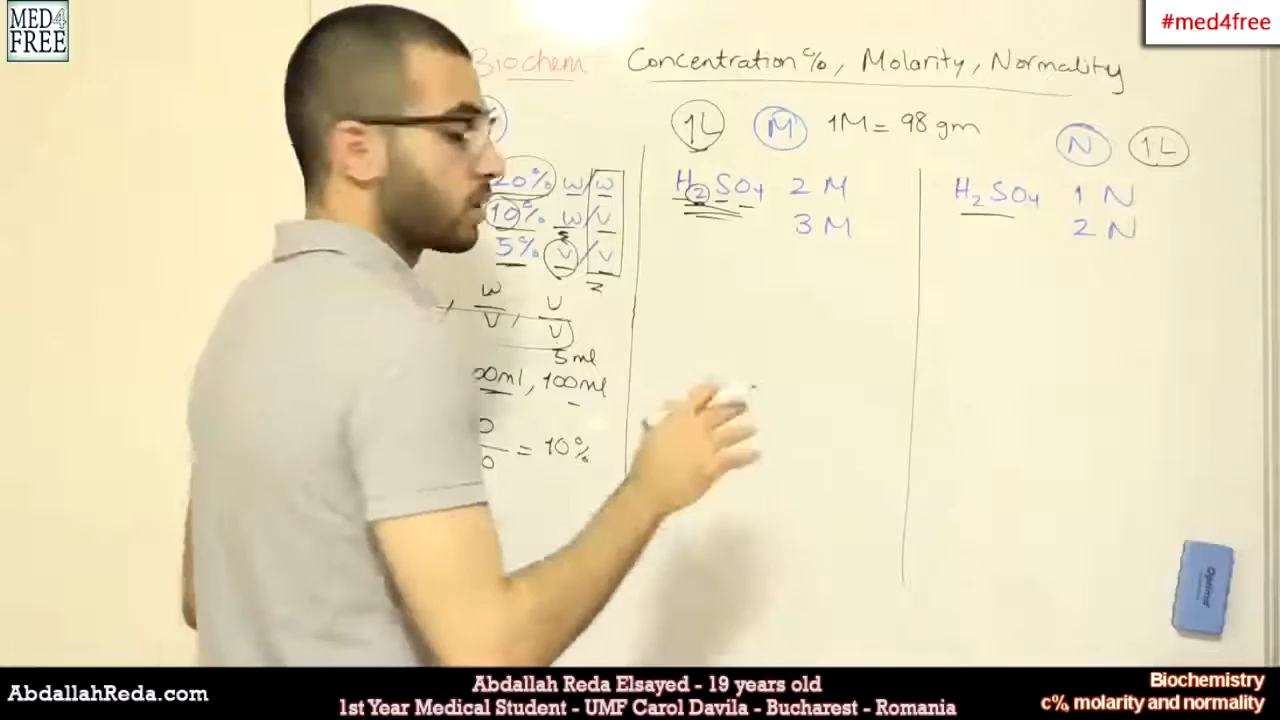 MED4
FREE
#med4free
Biochem
Concentration %, Molarity, Normality
20% w/w
10% w/v
5% v/v
w
v
/
v
v
5 ml
00ml, 100ml
= 10%
1L M 1M = 98 gm
H2SO4 2 M
3 M
N 1L
H2SO4 1 N
2 N
Optima
AbdallahReda.com
Abdallah Reda Elsayed - 19 years old
1st Year Medical Student - UMF Carol Davila - Bucharest - Romania
Biochemistry
c%, molarity and normality